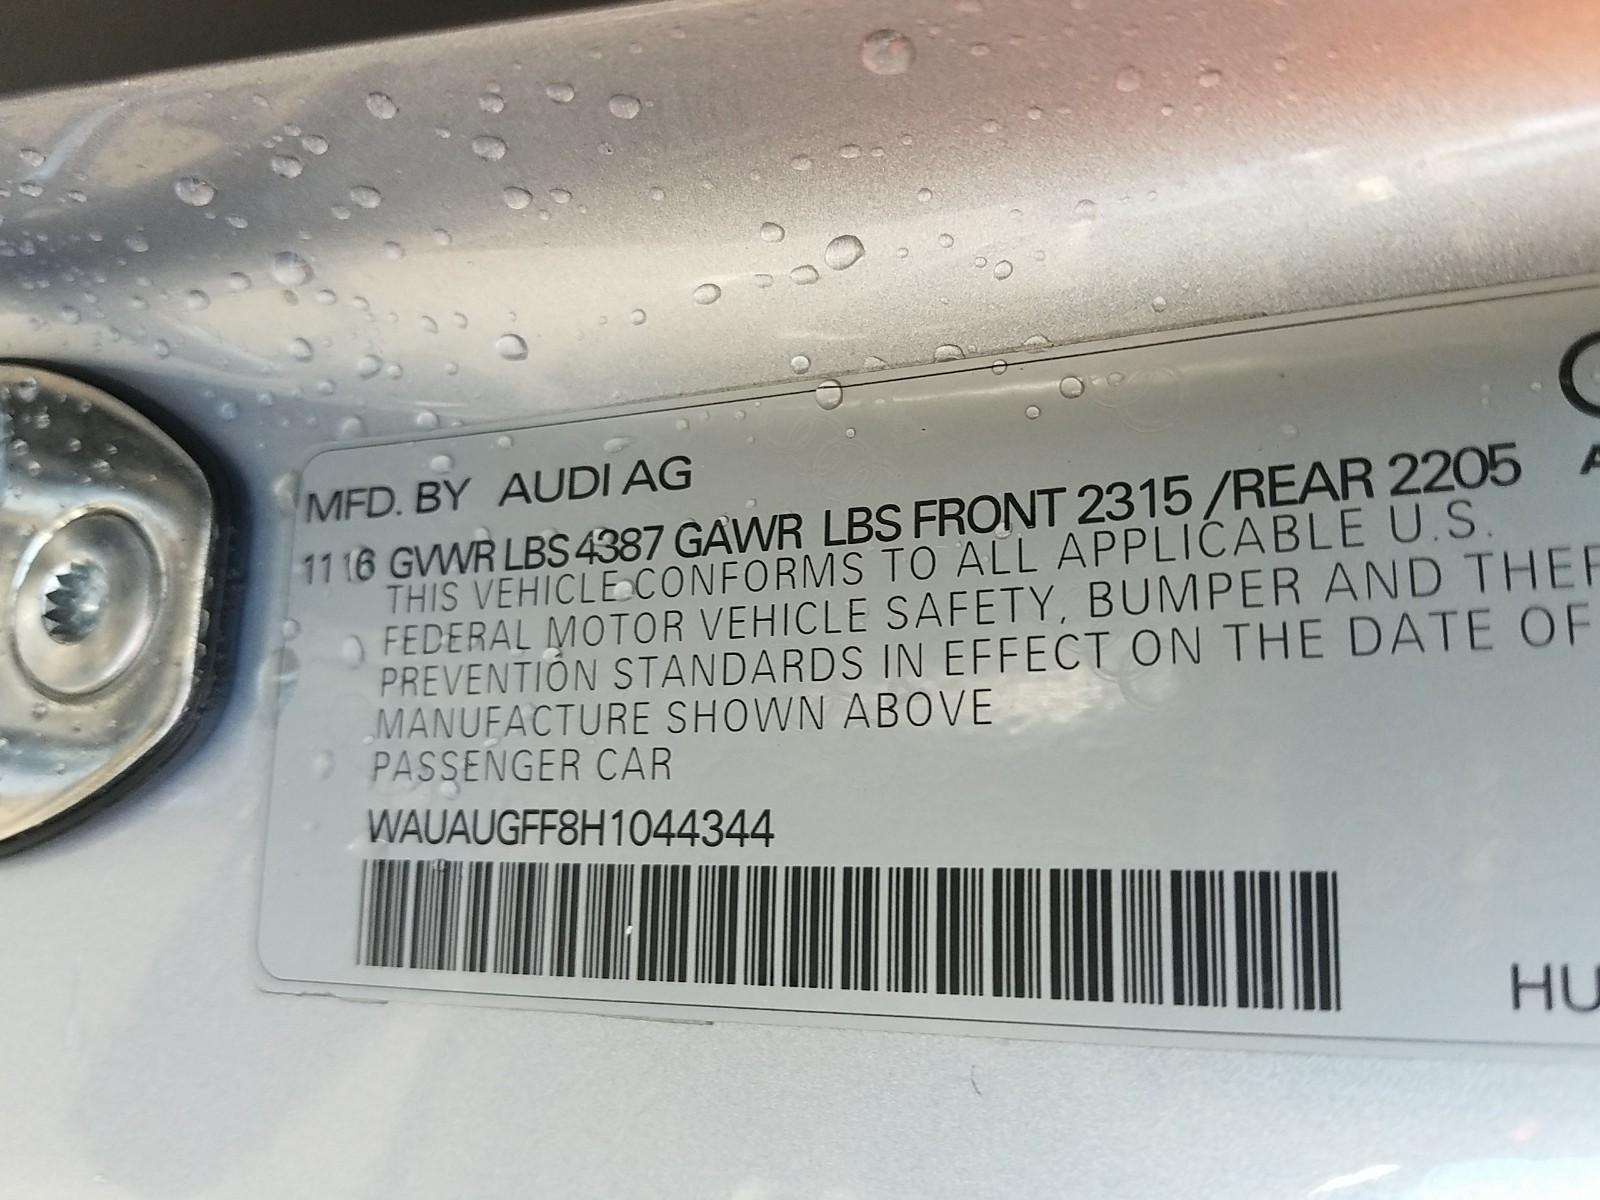 MFD. BY AUDI AG
11 16 GVWR LBS 4387 GAWR LBS FRONT 2315 /REAR 2205
THIS VEHICLE CONFORMS TO ALL APPLICABLE U.S.
FEDERAL MOTOR VEHICLE SAFETY, BUMPER AND THEF
PREVENTION STANDARDS IN EFFECT ON THE DATE OF
MANUFACTURE SHOWN ABOVE
PASSENGER CAR
WAUAUGFF8H1044344
HU